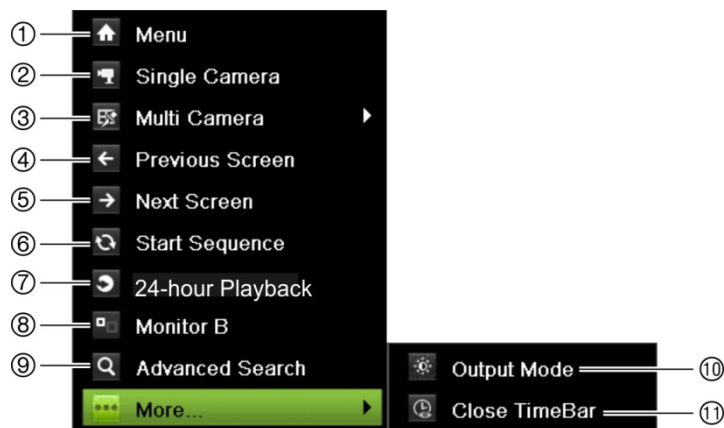 ① Menu
② Single Camera
③ Multi Camera
④ Previous Screen
⑤ Next Screen
⑥ Start Sequence
⑦ 24-hour Playback
⑧ Monitor B
⑨ Advanced Search
Output Mode ⑩
More...
Close TimeBar ⑪